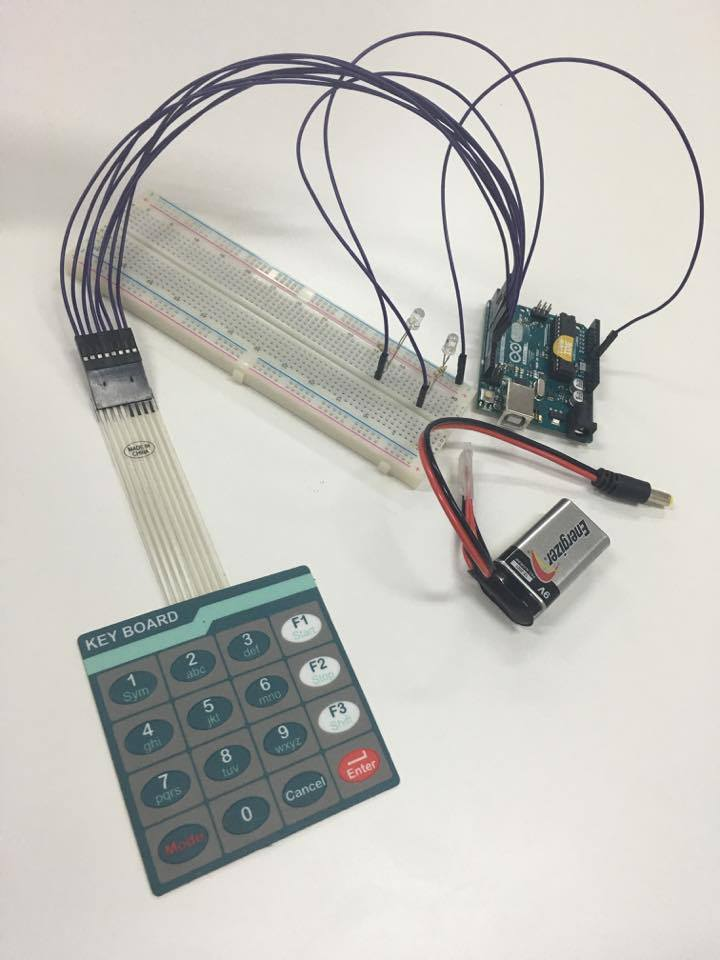 MADE IN
CHINA
KEY BOARD
1
Sym
2
abc
3
def
F1
Start
4
ghi
5
jkl
6
mno
F2
Stop
7
pqrs
8
tuv
9
wxyz
F3
Shift
Mode
0
Cancel
Enter
Energizer
9V